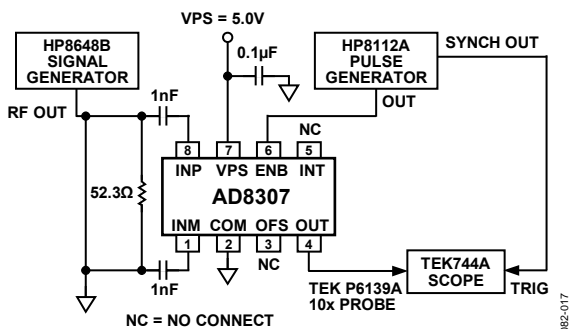 VPS = 5.0V
HP8648B
SIGNAL
GENERATOR
0.1µF
HP8112A
PULSE
GENERATOR
SYNCH OUT
RF OUT
1nF
OUT
NC
8 7 6 5
INP VPS ENB INT
AD8307
52.3Ω
INM COM OFS OUT
1 2 3 4
1nF
NC
TEK P6139A
10x PROBE
TEK744A
SCOPE
TRIG
NC = NO CONNECT
082-017